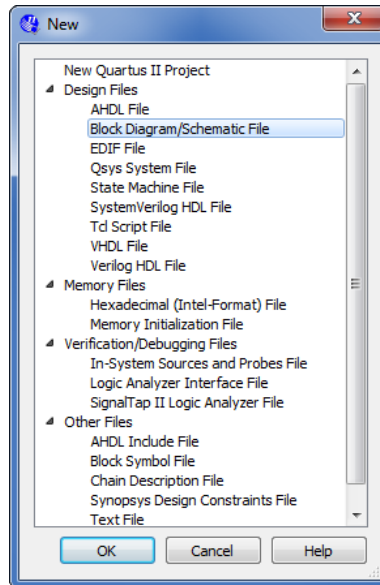 New
New Quartus II Project
Design Files
AHDL File
Block Diagram/Schematic File
EDIF File
Qsys System File
State Machine File
SystemVerilog HDL File
Tcl Script File
VHDL File
Verilog HDL File
Memory Files
Hexadecimal (Intel-Format) File
Memory Initialization File
Verification/Debugging Files
In-System Sources and Probes File
Logic Analyzer Interface File
SignalTap II Logic Analyzer File
Other Files
AHDL Include File
Block Symbol File
Chain Description File
Synopsys Design Constraints File
Text File
OK Cancel Help